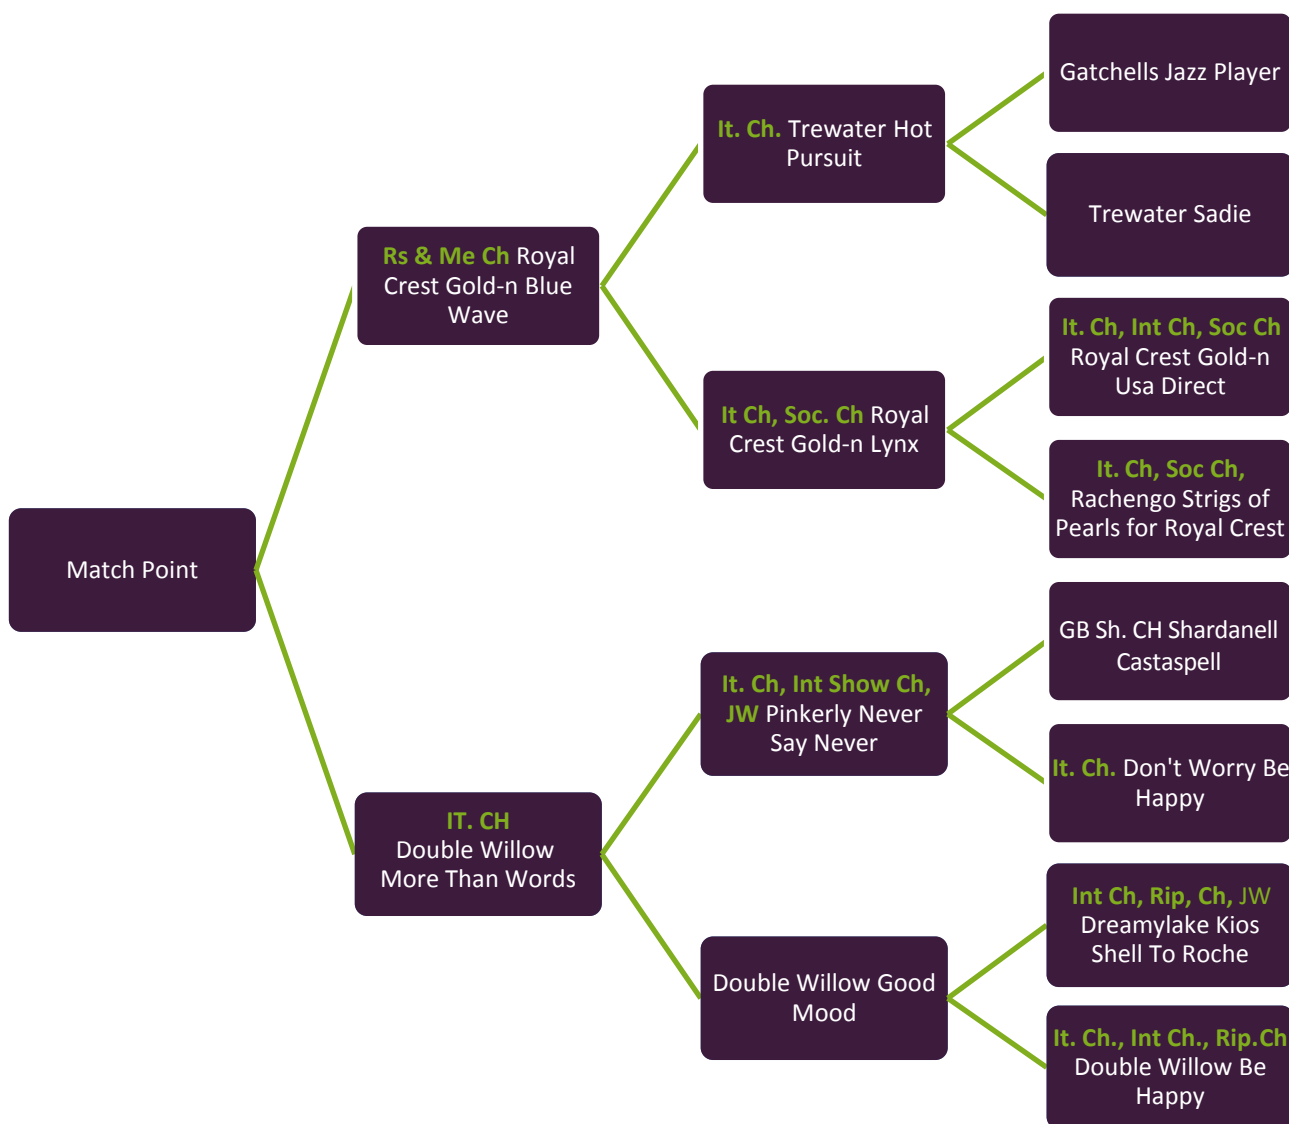 Gatchells Jazz Player
It. Ch. Trewater Hot
Pursuit
Trewater Sadie
Rs & Me Ch Royal
Crest Gold-n Blue
Wave
It. Ch, Int Ch, Soc Ch
Royal Crest Gold-n
Usa Direct
It Ch, Soc. Ch Royal
Crest Gold-n Lynx
It. Ch, Soc Ch,
Rachengo Strigs of
Pearls for Royal Crest
Match Point
GB Sh. CH Shardanell
Castaspell
It. Ch, Int Show Ch,
JW Pinkerly Never
Say Never
It. Ch. Don't Worry Be
Happy
IT. CH
Double Willow
More Than Words
Int Ch, Rip, Ch, JW
Dreamylake Kios
Shell To Roche
Double Willow Good
Mood
It. Ch., Int Ch., Rip.Ch
Double Willow Be
Happy